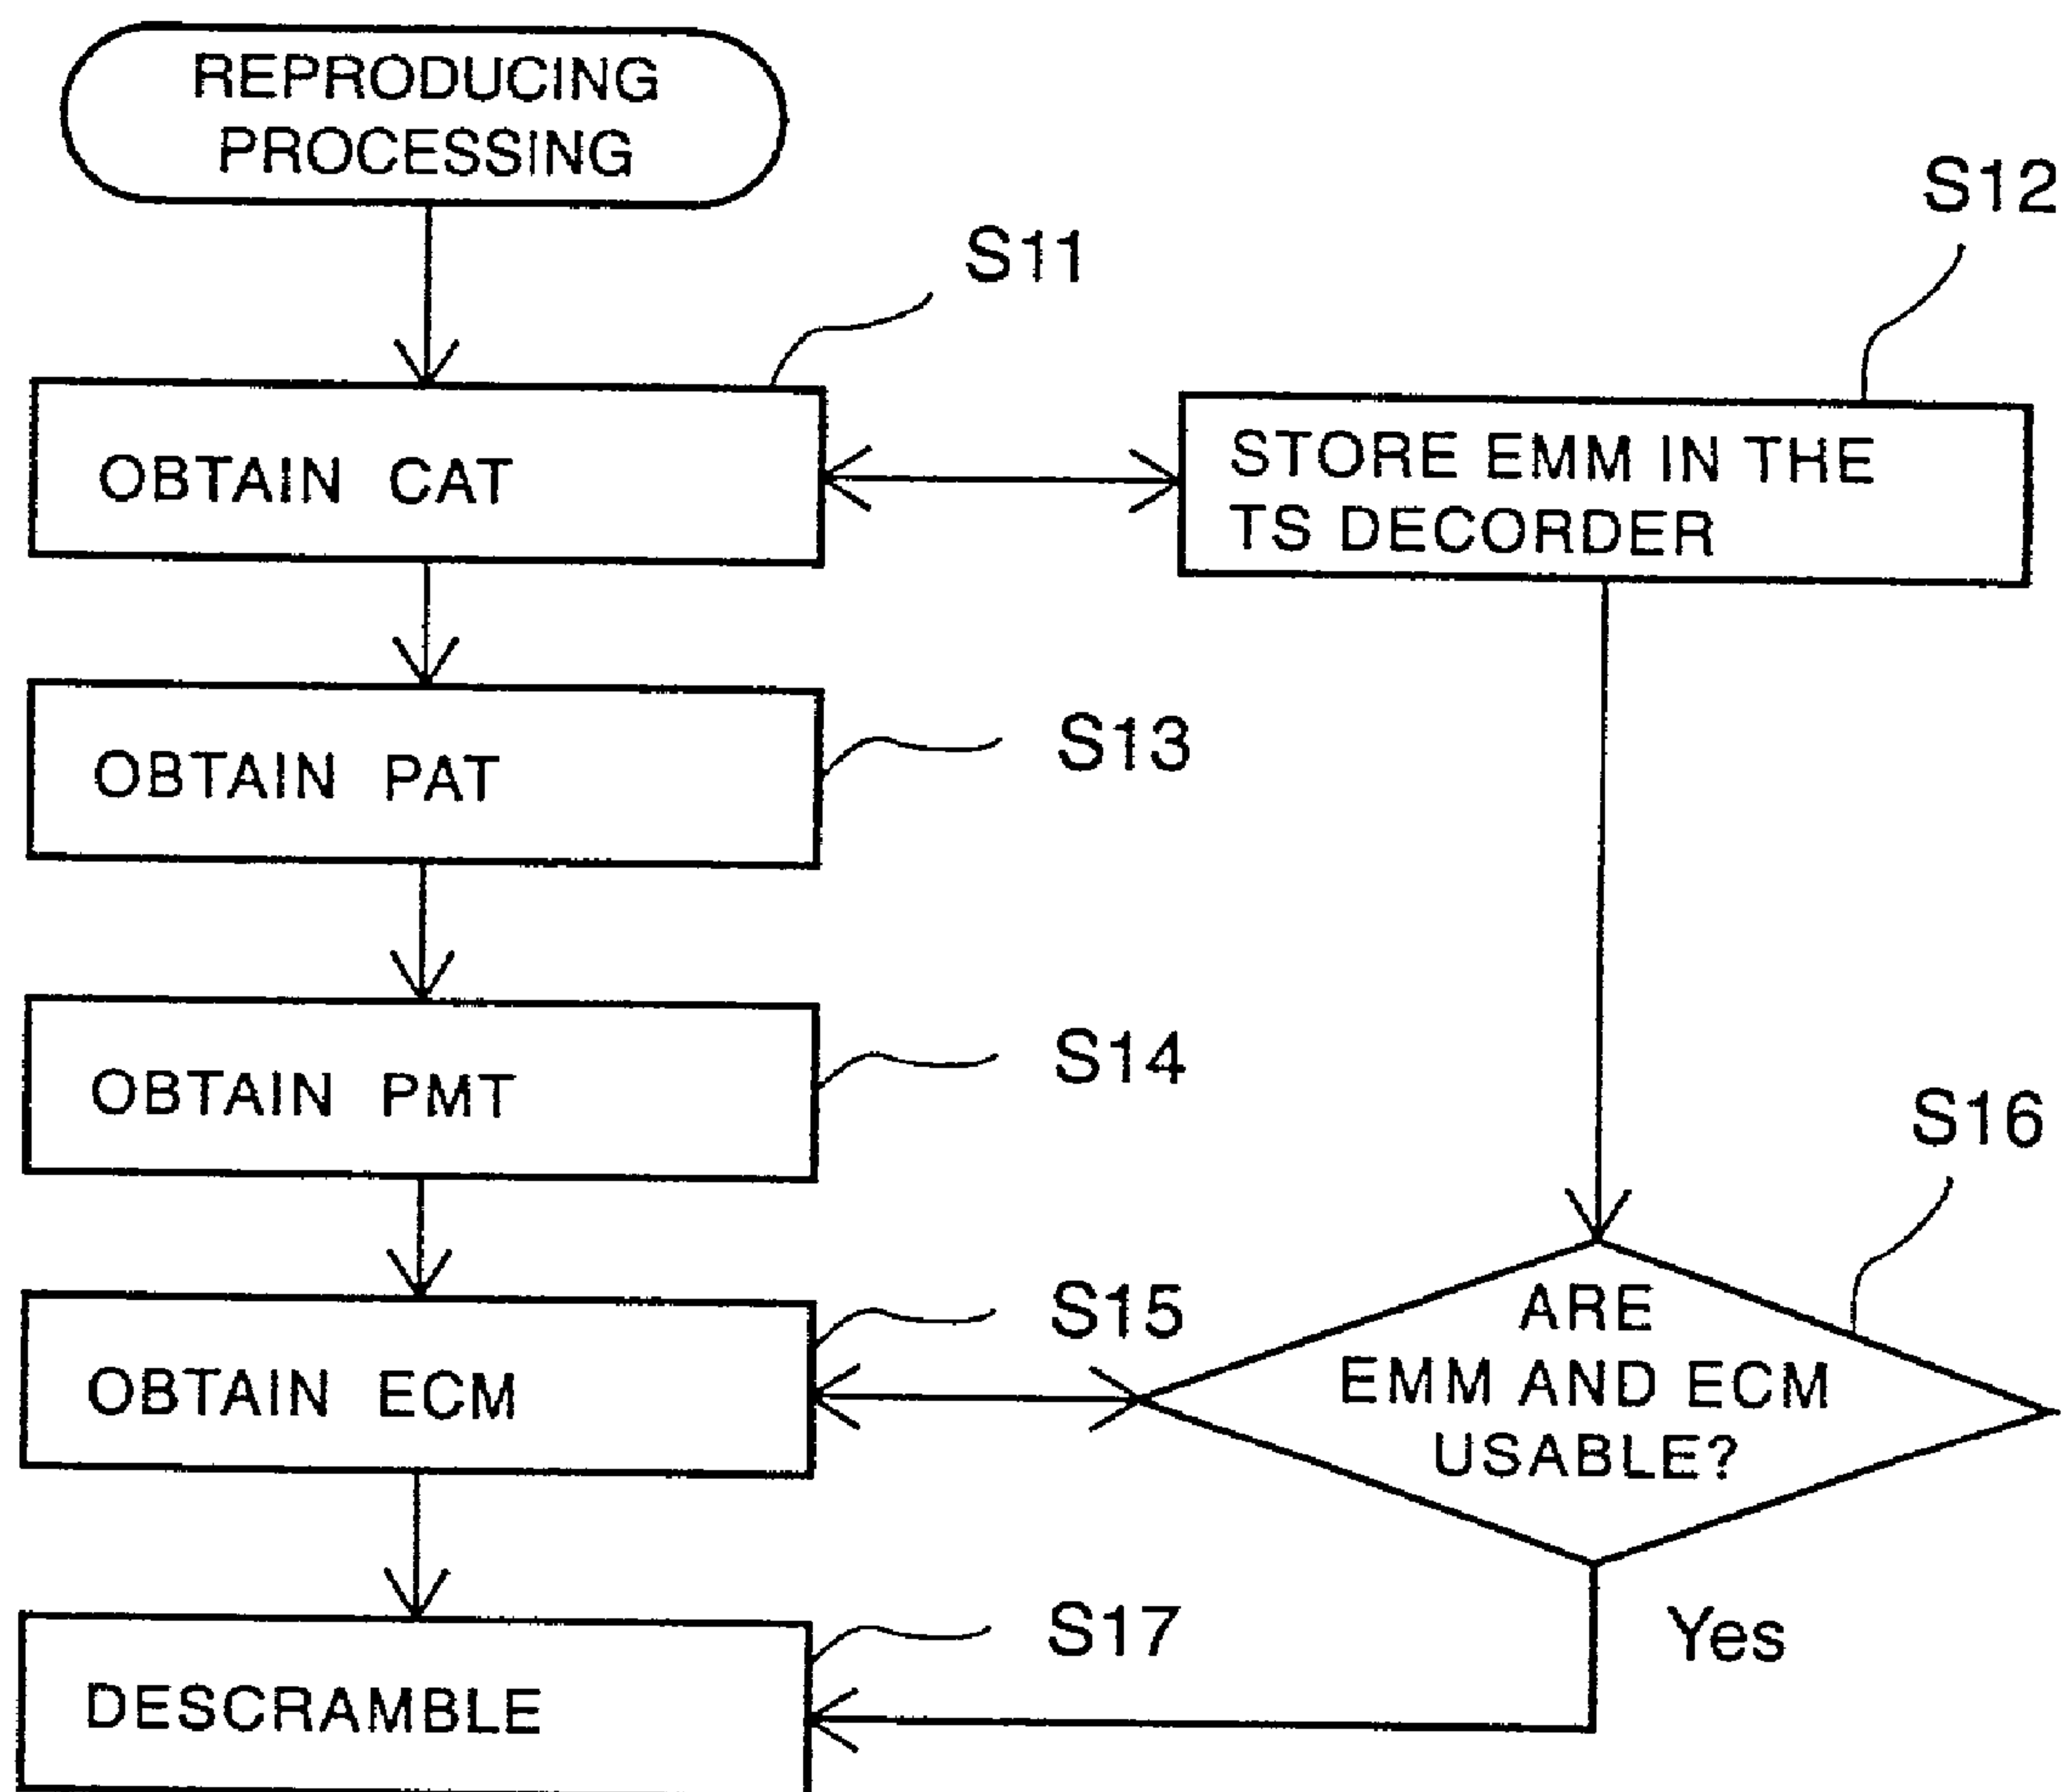 REPRODUCING
PROCESSING
S11
OBTAIN CAT
S12
STORE EMM IN THE
TS DECORDER
S13
OBTAIN PAT
S14
OBTAIN PMT
S15
OBTAIN ECM
S16
ARE
EMM AND ECM
USABLE?
Yes
S17
DESCRAMBLE